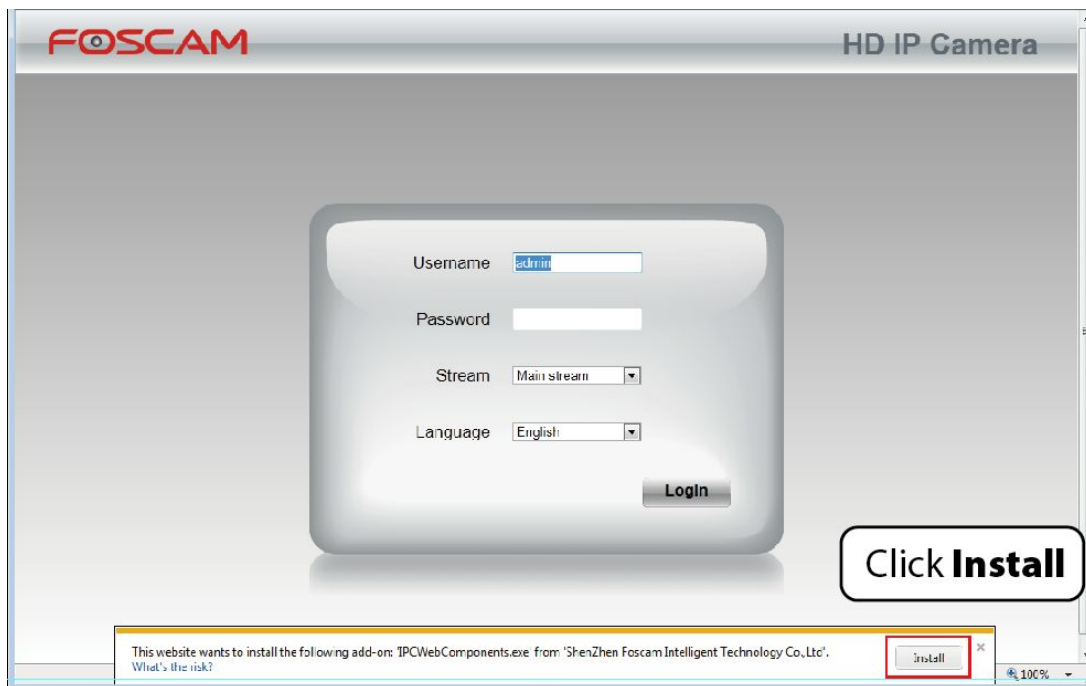 FOSCAM
HD IP Camera
Username admin
Password
Stream Main stream
Language English
Login
Click Install
This website wants to install the following add-on: 'IPCWebComponents.exe' from 'ShenZhen Foscam Intelligent Technology Co.,Ltd'.
What's the risk?
Install
100%